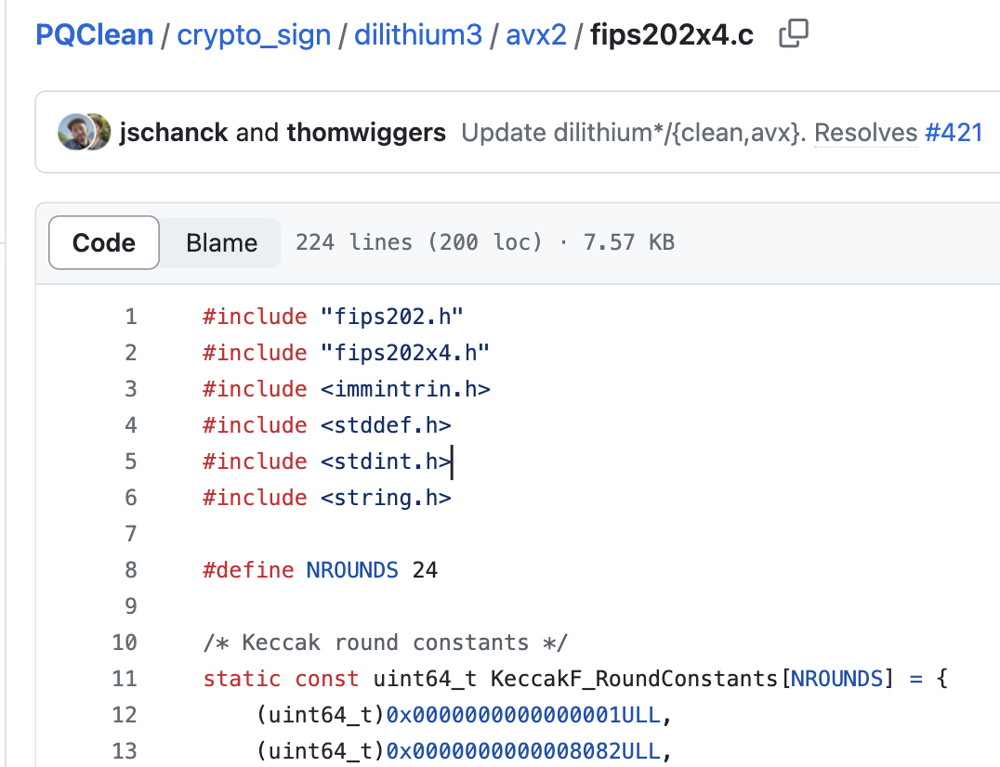 PQClean / crypto_sign / dilithium3 / avx2 / fips202x4.c
jschanck and thomwiggers Update dilithium*/{clean,avx}. Resolves #421
Code Blame 224 lines (200 loc) · 7.57 KB
1 #include "fips202.h"
2 #include "fips202x4.h"
3 #include <immintrin.h>
4 #include <stddef.h>
5 #include <stdint.h>
6 #include <string.h>
7
8 #define NROUNDS 24
9
10 /* Keccak round constants */
11 static const uint64_t KeccakF_RoundConstants[NROUNDS] = {
12     (uint64_t)0x0000000000000001ULL,
13     (uint64_t)0x0000000000008082ULL,